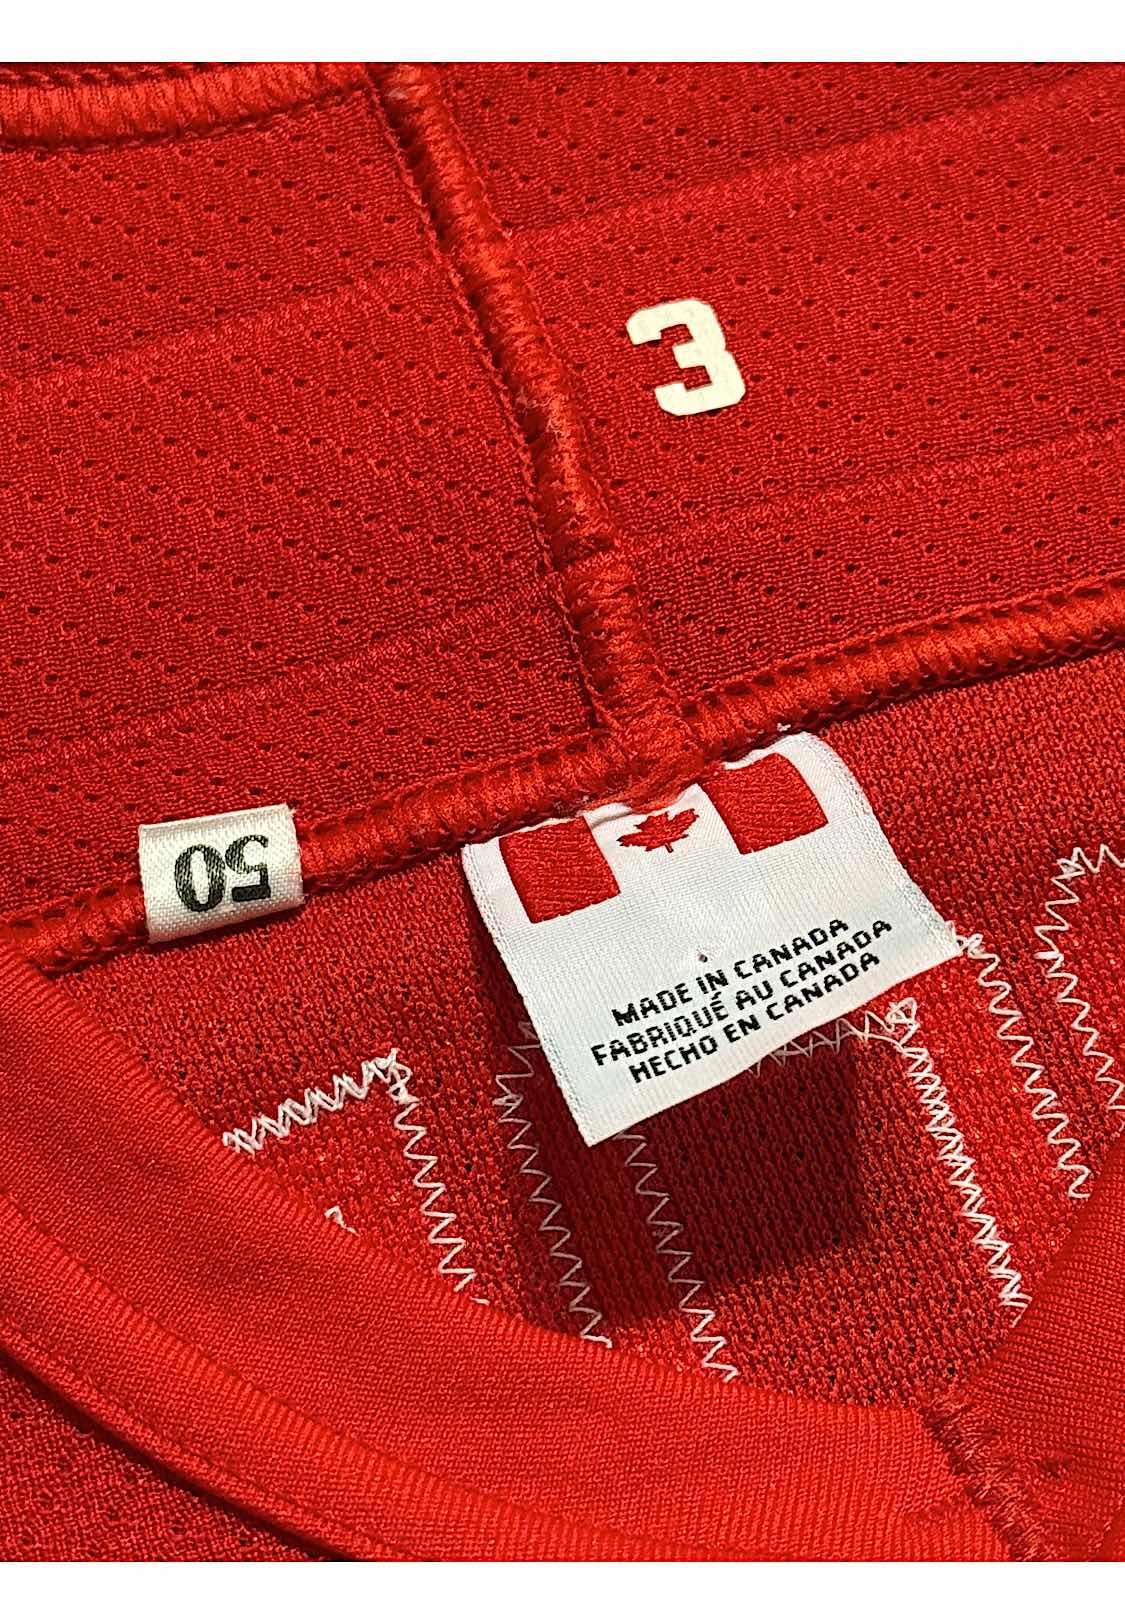 3
50
MADE IN CANADA
FABRIQUÉ AU CANADA
HECHO EN CANADA